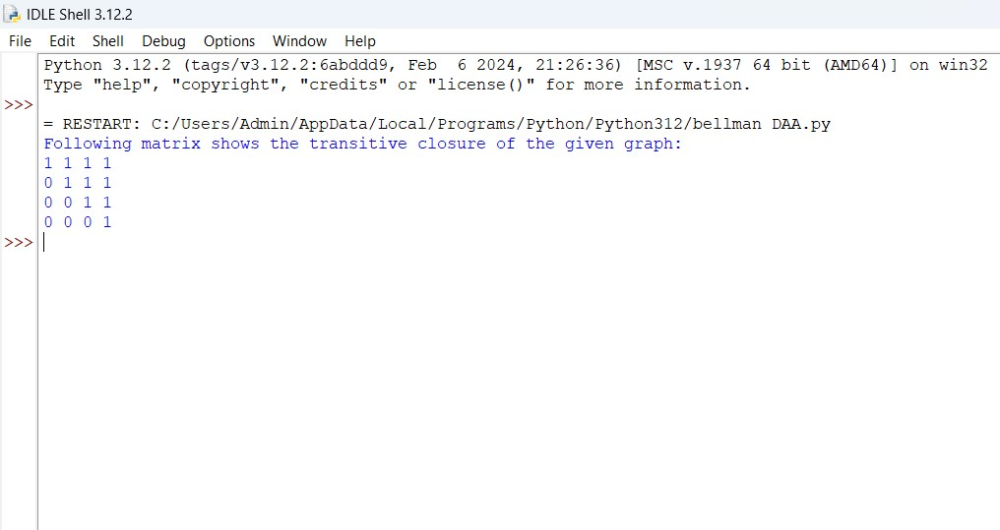 IDLE Shell 3.12.2
File Edit Shell Debug Options Window Help
Python 3.12.2 (tags/v3.12.2:6abddd9, Feb  6 2024, 21:26:36) [MSC v.1937 64 bit (AMD64)] on win32
Type "help", "copyright", "credits" or "license()" for more information.
>>>
= RESTART: C:/Users/Admin/AppData/Local/Programs/Python/Python312/bellman DAA.py
Following matrix shows the transitive closure of the given graph:
1 1 1 1
0 1 1 1
0 0 1 1
0 0 0 1
>>>